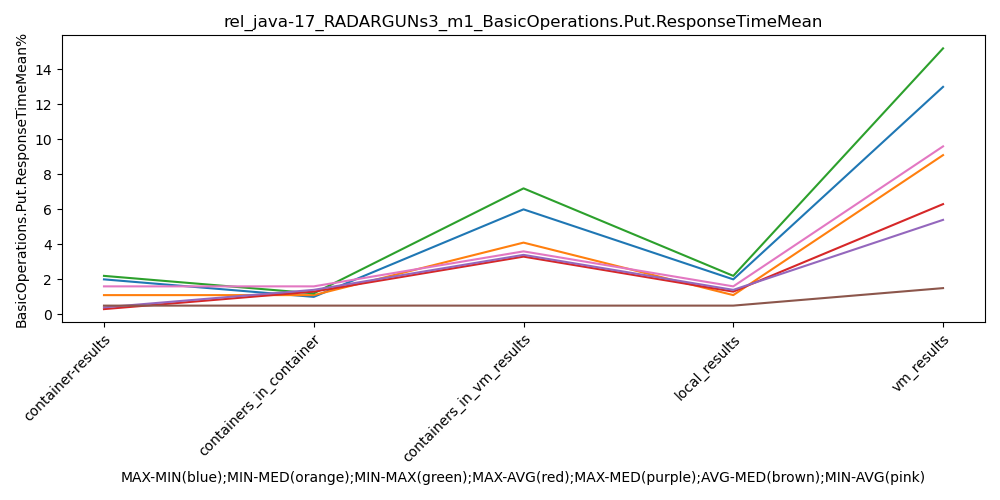 rel_java-17_RADARGUNs3_m1_BasicOperations.Put.ResponseTimeMean
BasicOperations.Put.ResponseTimeMean%
14
12
10
8
6
4
2
0
container-results
containers_in_container
containers_in_vm_results
local_results
vm_results
MAX-MIN(blue);MIN-MED(orange);MIN-MAX(green);MAX-AVG(red);MAX-MED(purple);AVG-MED(brown);MIN-AVG(pink)